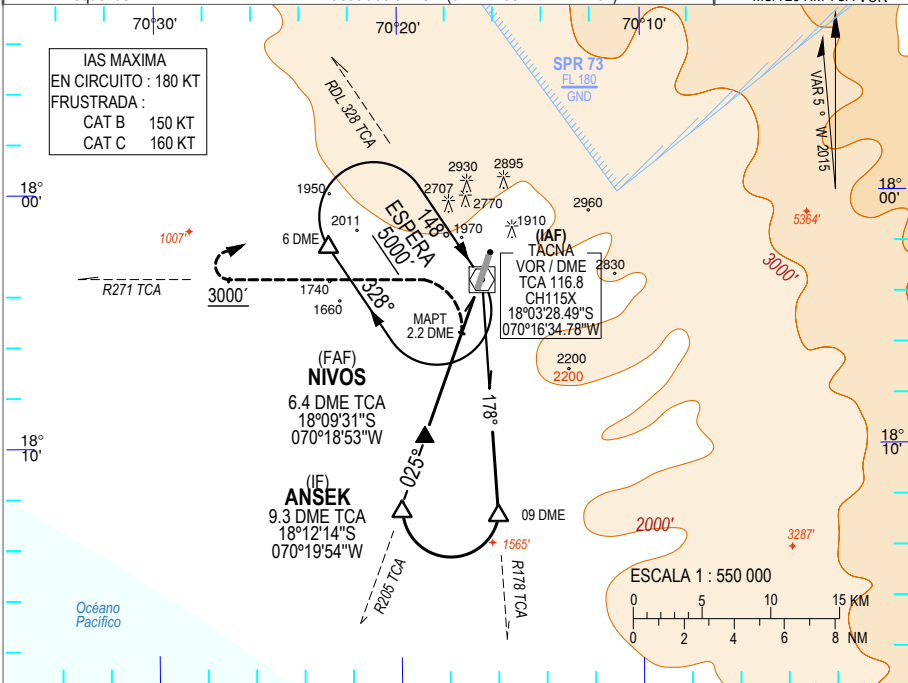 70°30'
70°20'
70°10'
IAS MAXIMA
EN CIRCUITO : 180 KT
FRUSTRADA :
CAT B 150 KT
CAT C 160 KT
SPR 73
FL 180
GND
VAR 5° W 2015
RDL 328 TCA
2930
2895
2707
2770
1950
2011
1970
1910
2960
18°
00'
18°
00'
5364'
1007'
6 DME
ESPERA
5000'
148°
328°
(IAF)
TACNA
VOR / DME
TCA 116.8
CH115X
18°03'28.49"S
070°16'34.78"W
2830
3000'
R271 TCA
3000'
1740
1660
MAPT
2.2 DME
2200
2200
(FAF)
NIVOS
6.4 DME TCA
18°09'31"S
070°18'53"W
178°
025°
18°
10'
18°
10'
(IF)
ANSEK
9.3 DME TCA
18°12'14"S
070°19'54"W
09 DME
1565'
2000'
3287'
R205 TCA
R178 TCA
ESCALA 1 : 550 000
0 5 10 15 KM
0 2 4 6 8 NM
Océano
Pacífico